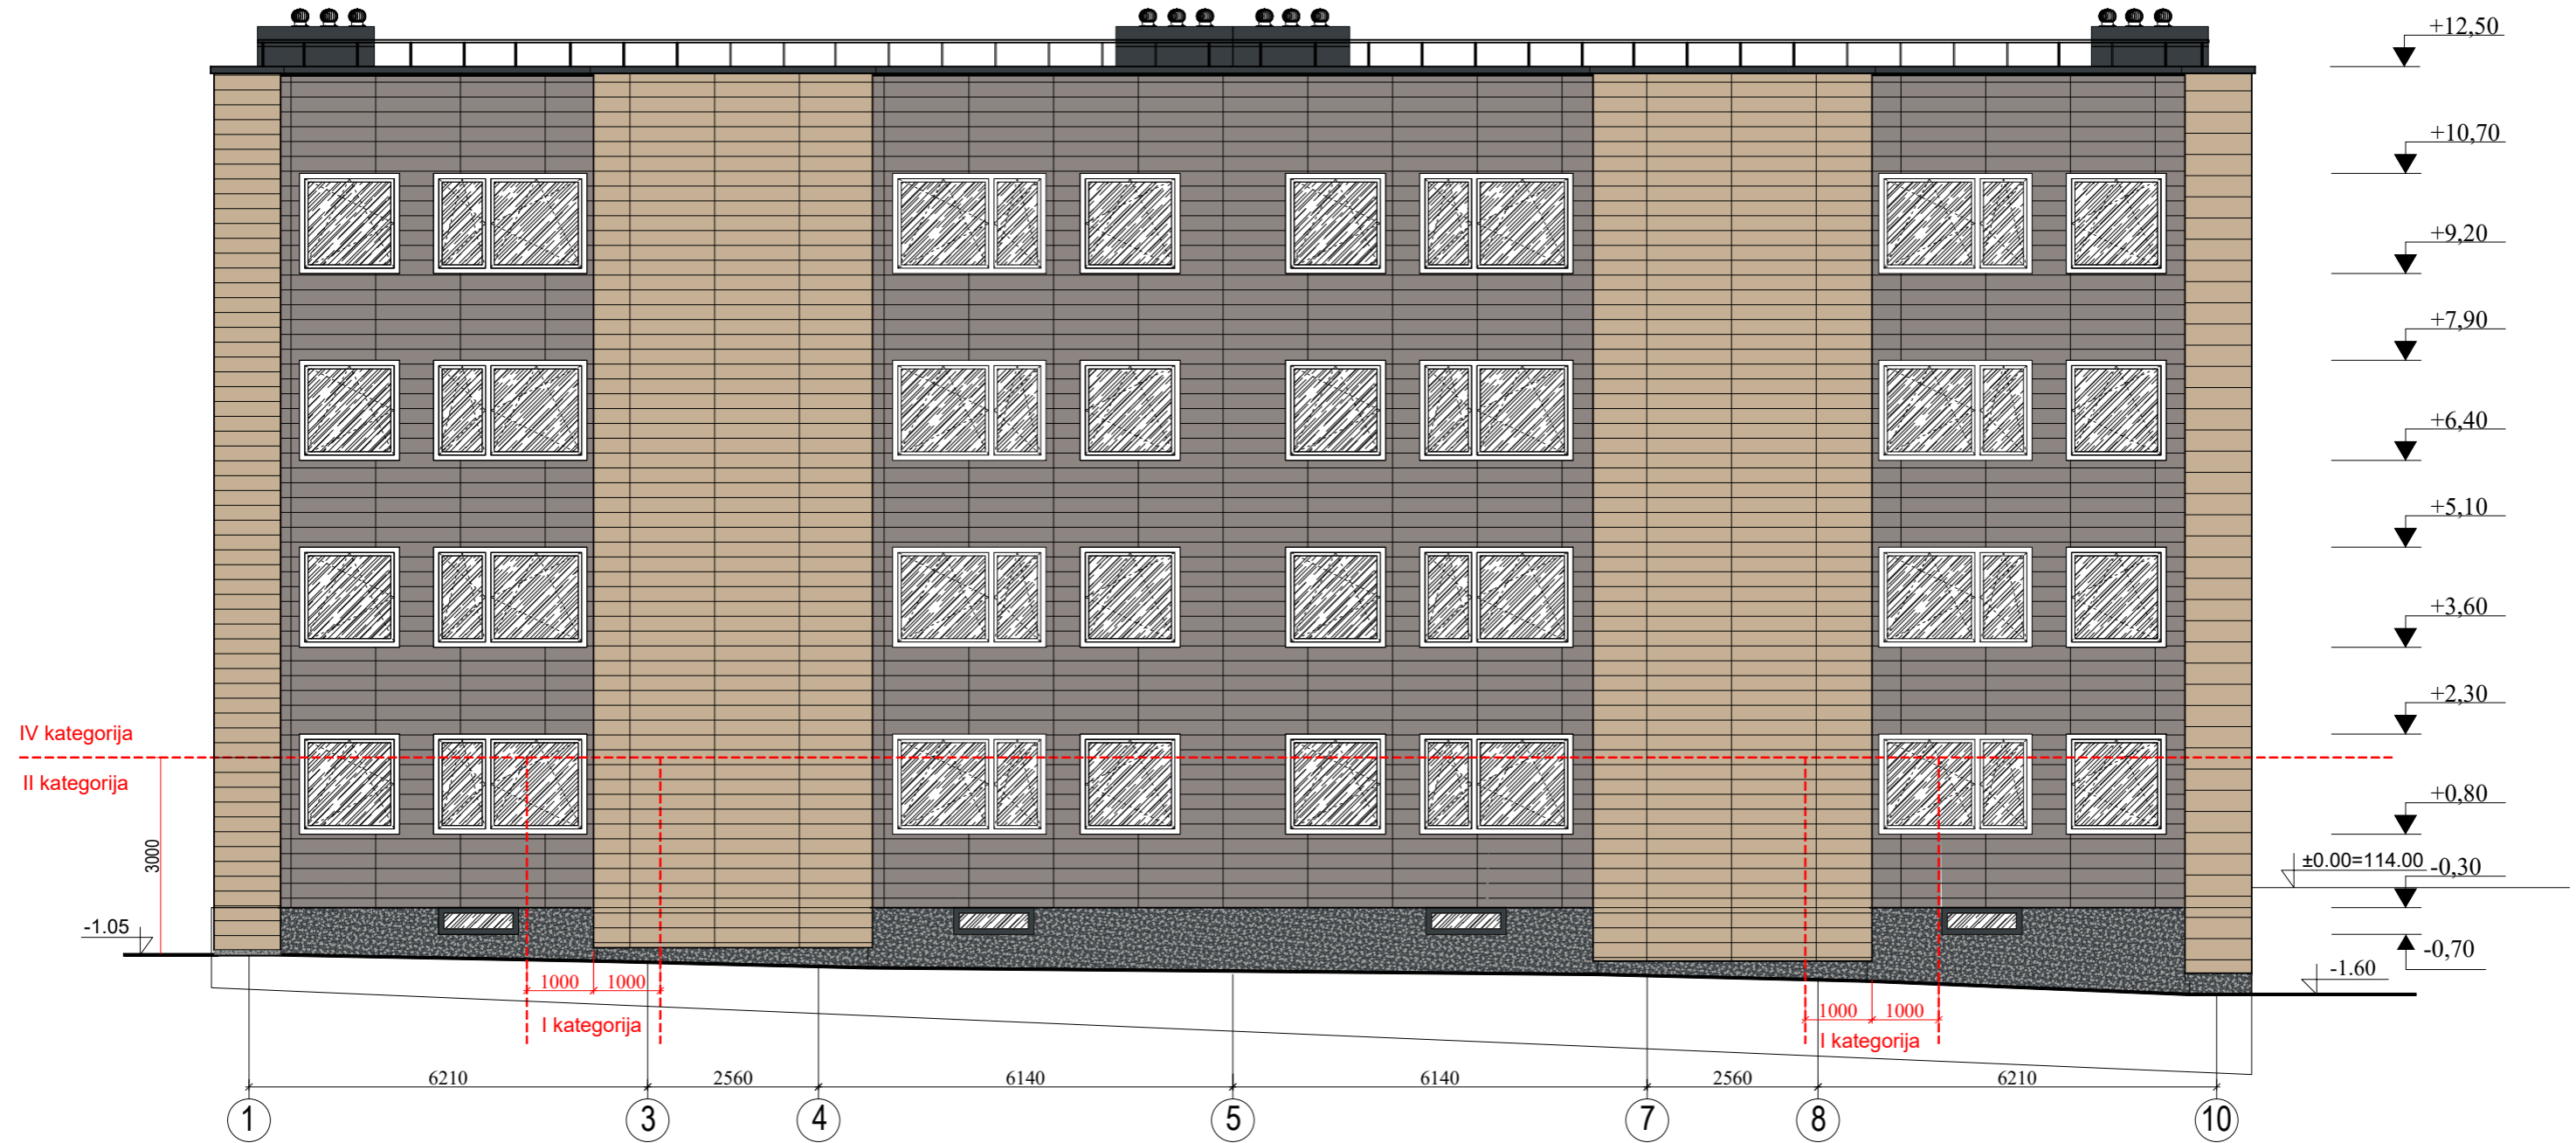 +12,50
+10,70
+9,20
+7,90
+6,40
+5,10
+3,60
+2,30
IV kategorija
II kategorija
+0,80
3000
±0.00=114.00
-0,30
-1.05
-0,70
-1.60
1000 1000
I kategorija
1000 1000
I kategorija
6210 2560 6140 6140 2560 6210
1 3 4 5 7 8 10